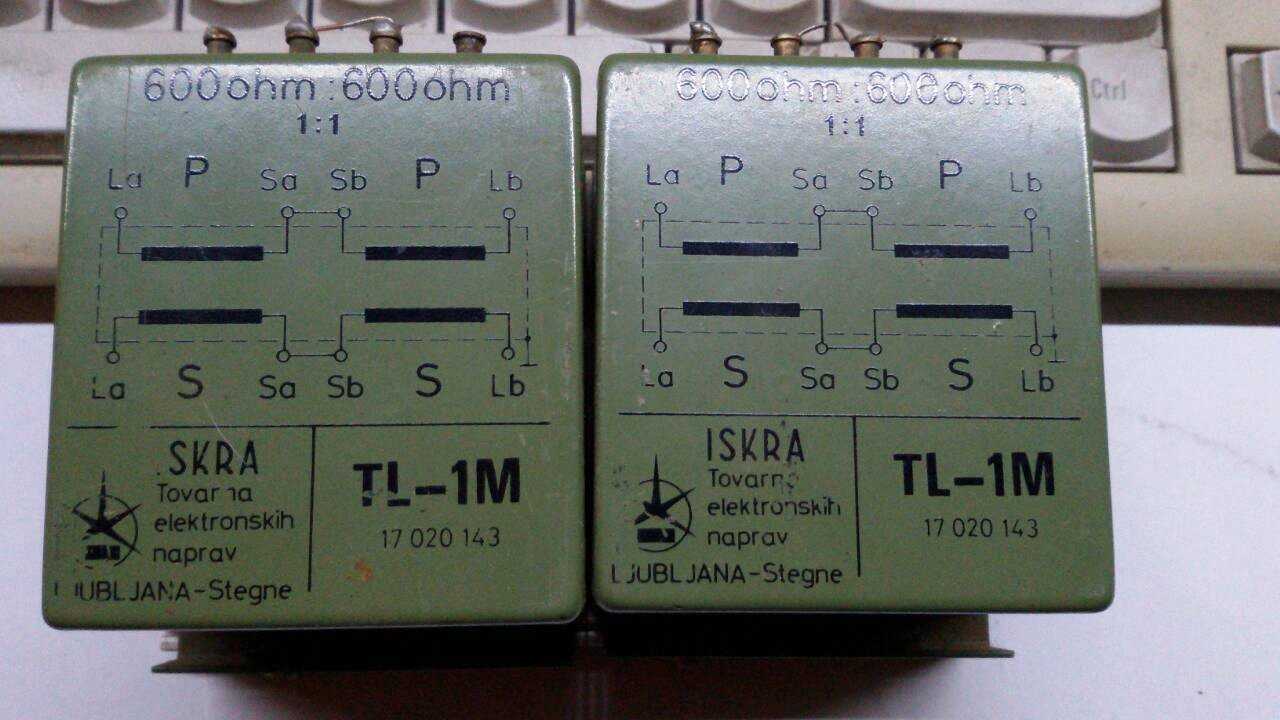 Ctrl
600ohm:600ohm
1:1
La P Sa Sb P Lb
La S Sa Sb S Lb
SKRA
Tovarna
elektronskih
naprav
LJUBLJANA-Stegne
TL-1M
17 020 143
600ohm:600ohm
1:1
La P Sa Sb P Lb
La S Sa Sb S Lb
ISKRA
Tovarna
elektronskih
naprav
LJUBLJANA-Stegne
TL-1M
17 020 143